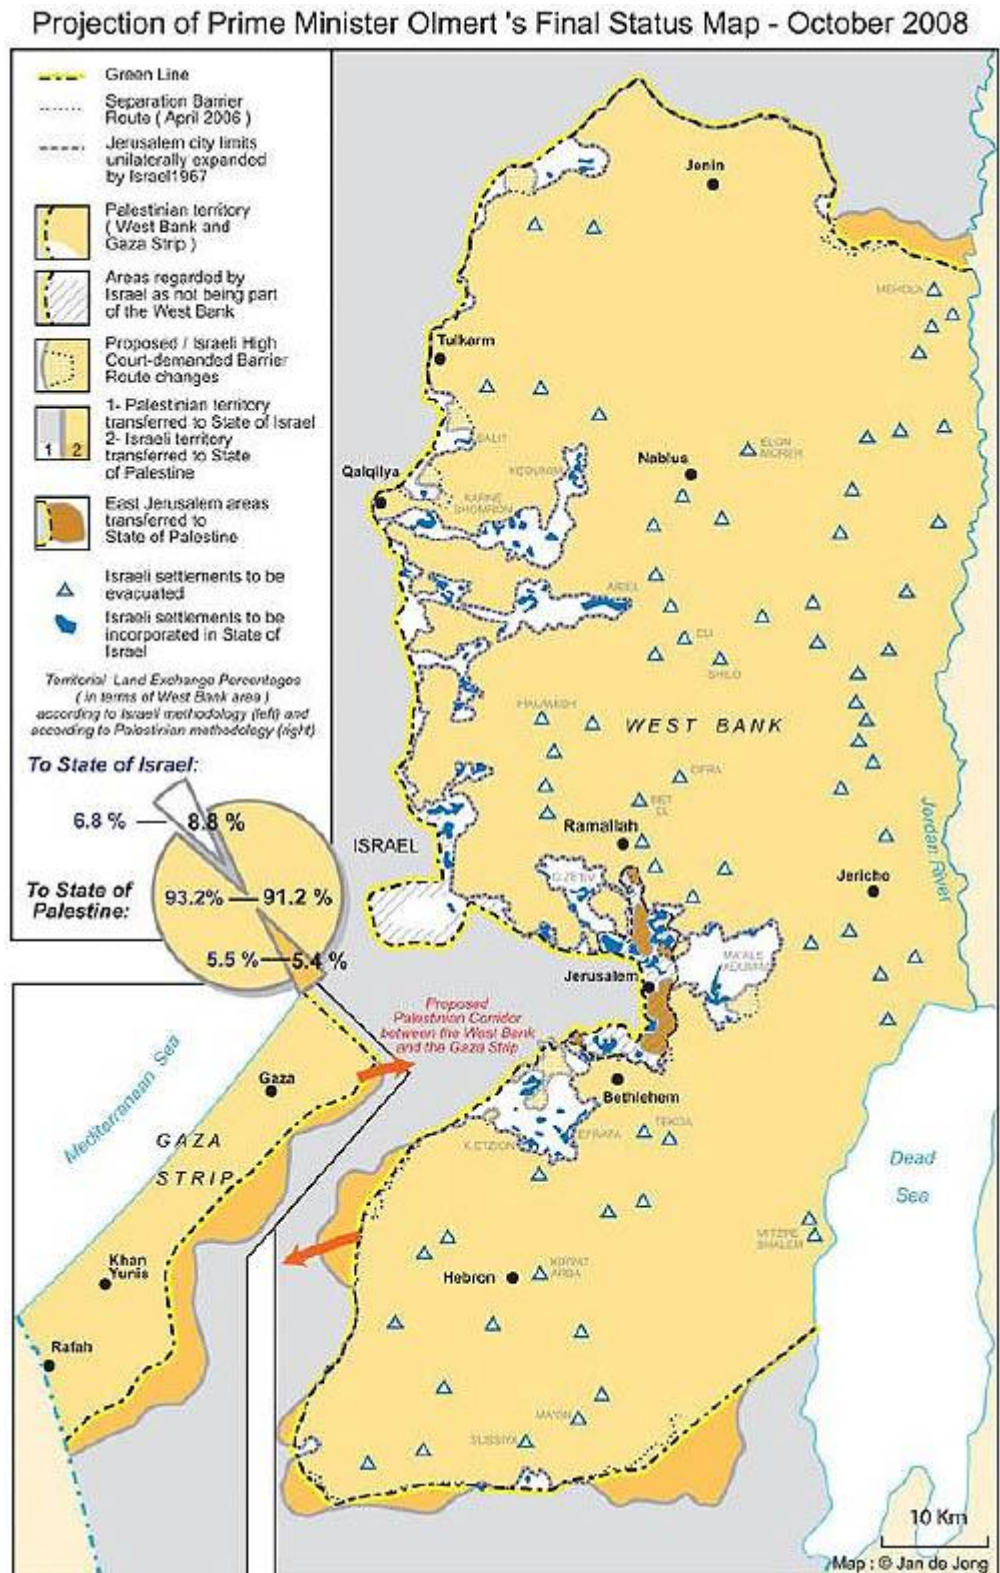 Projection of Prime Minister Olmert 's Final Status Map - October 2008
Green Line
Separation Barrier
Route ( April 2006 )
Jerusalem city limits
unilaterally expanded
by Israel1967
Palestinian territory
( West Bank and
Gaza Strip )
Areas regarded by
Israel as not being part
of the West Bank
Proposed / Israeli High
Court-demanded Barrier
Route changes
1 2
1- Palestinian territory
transferred to State of Israel
2- Israeli territory
transferred to State
of Palestine
East Jerusalem areas
transferred to
State of Palestine
Israeli settlements to be
evacuated
Israeli settlements to be
incorporated in State of
Israel
Territorial Land Exchange Percentages
( in terms of West Bank area )
according to Israeli methodology (left) and
according to Palestinian methodology (right)
To State of Israel:
6.8 %
8.8 %
To State of
Palestine:
93.2%
91.2 %
5.5 %
5.4 %
Jenin
MEHOLA
Tulkarm
SALIT
KEDUMIM
Nablus
ELON
MOREH
Qalqilya
KARNE
SHOMRON
ARIEL
ELI
SHILO
HALAMISH
WEST BANK
OFRA
BET
EL
Ramallah
ISRAEL
G.ZE'EV
Jericho
Jordan River
MA'ALE
ADUMIM
Jerusalem
Proposed
Palestinian Corridor
between the West Bank
and the Gaza Strip
Mediterranean Sea
Gaza
GAZA
STRIP
Bethlehem
TEKOA
K.ETZION
EFRATA
Dead
Sea
MITZPE
SHALEM
Khan
Yunis
Hebron
KIRYAT
ARBA
Rafah
MA'ON
SUSSIYA
10 Km
Map : © Jan de Jong